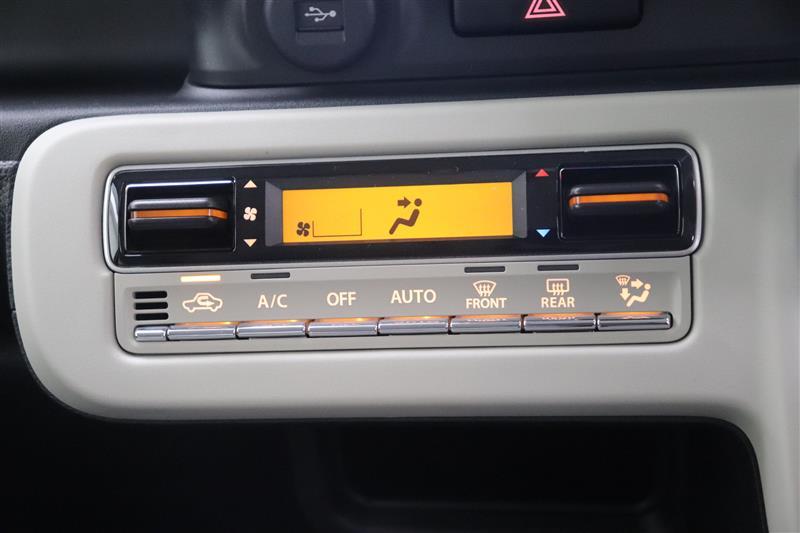 A/C OFF AUTO FRONT REAR